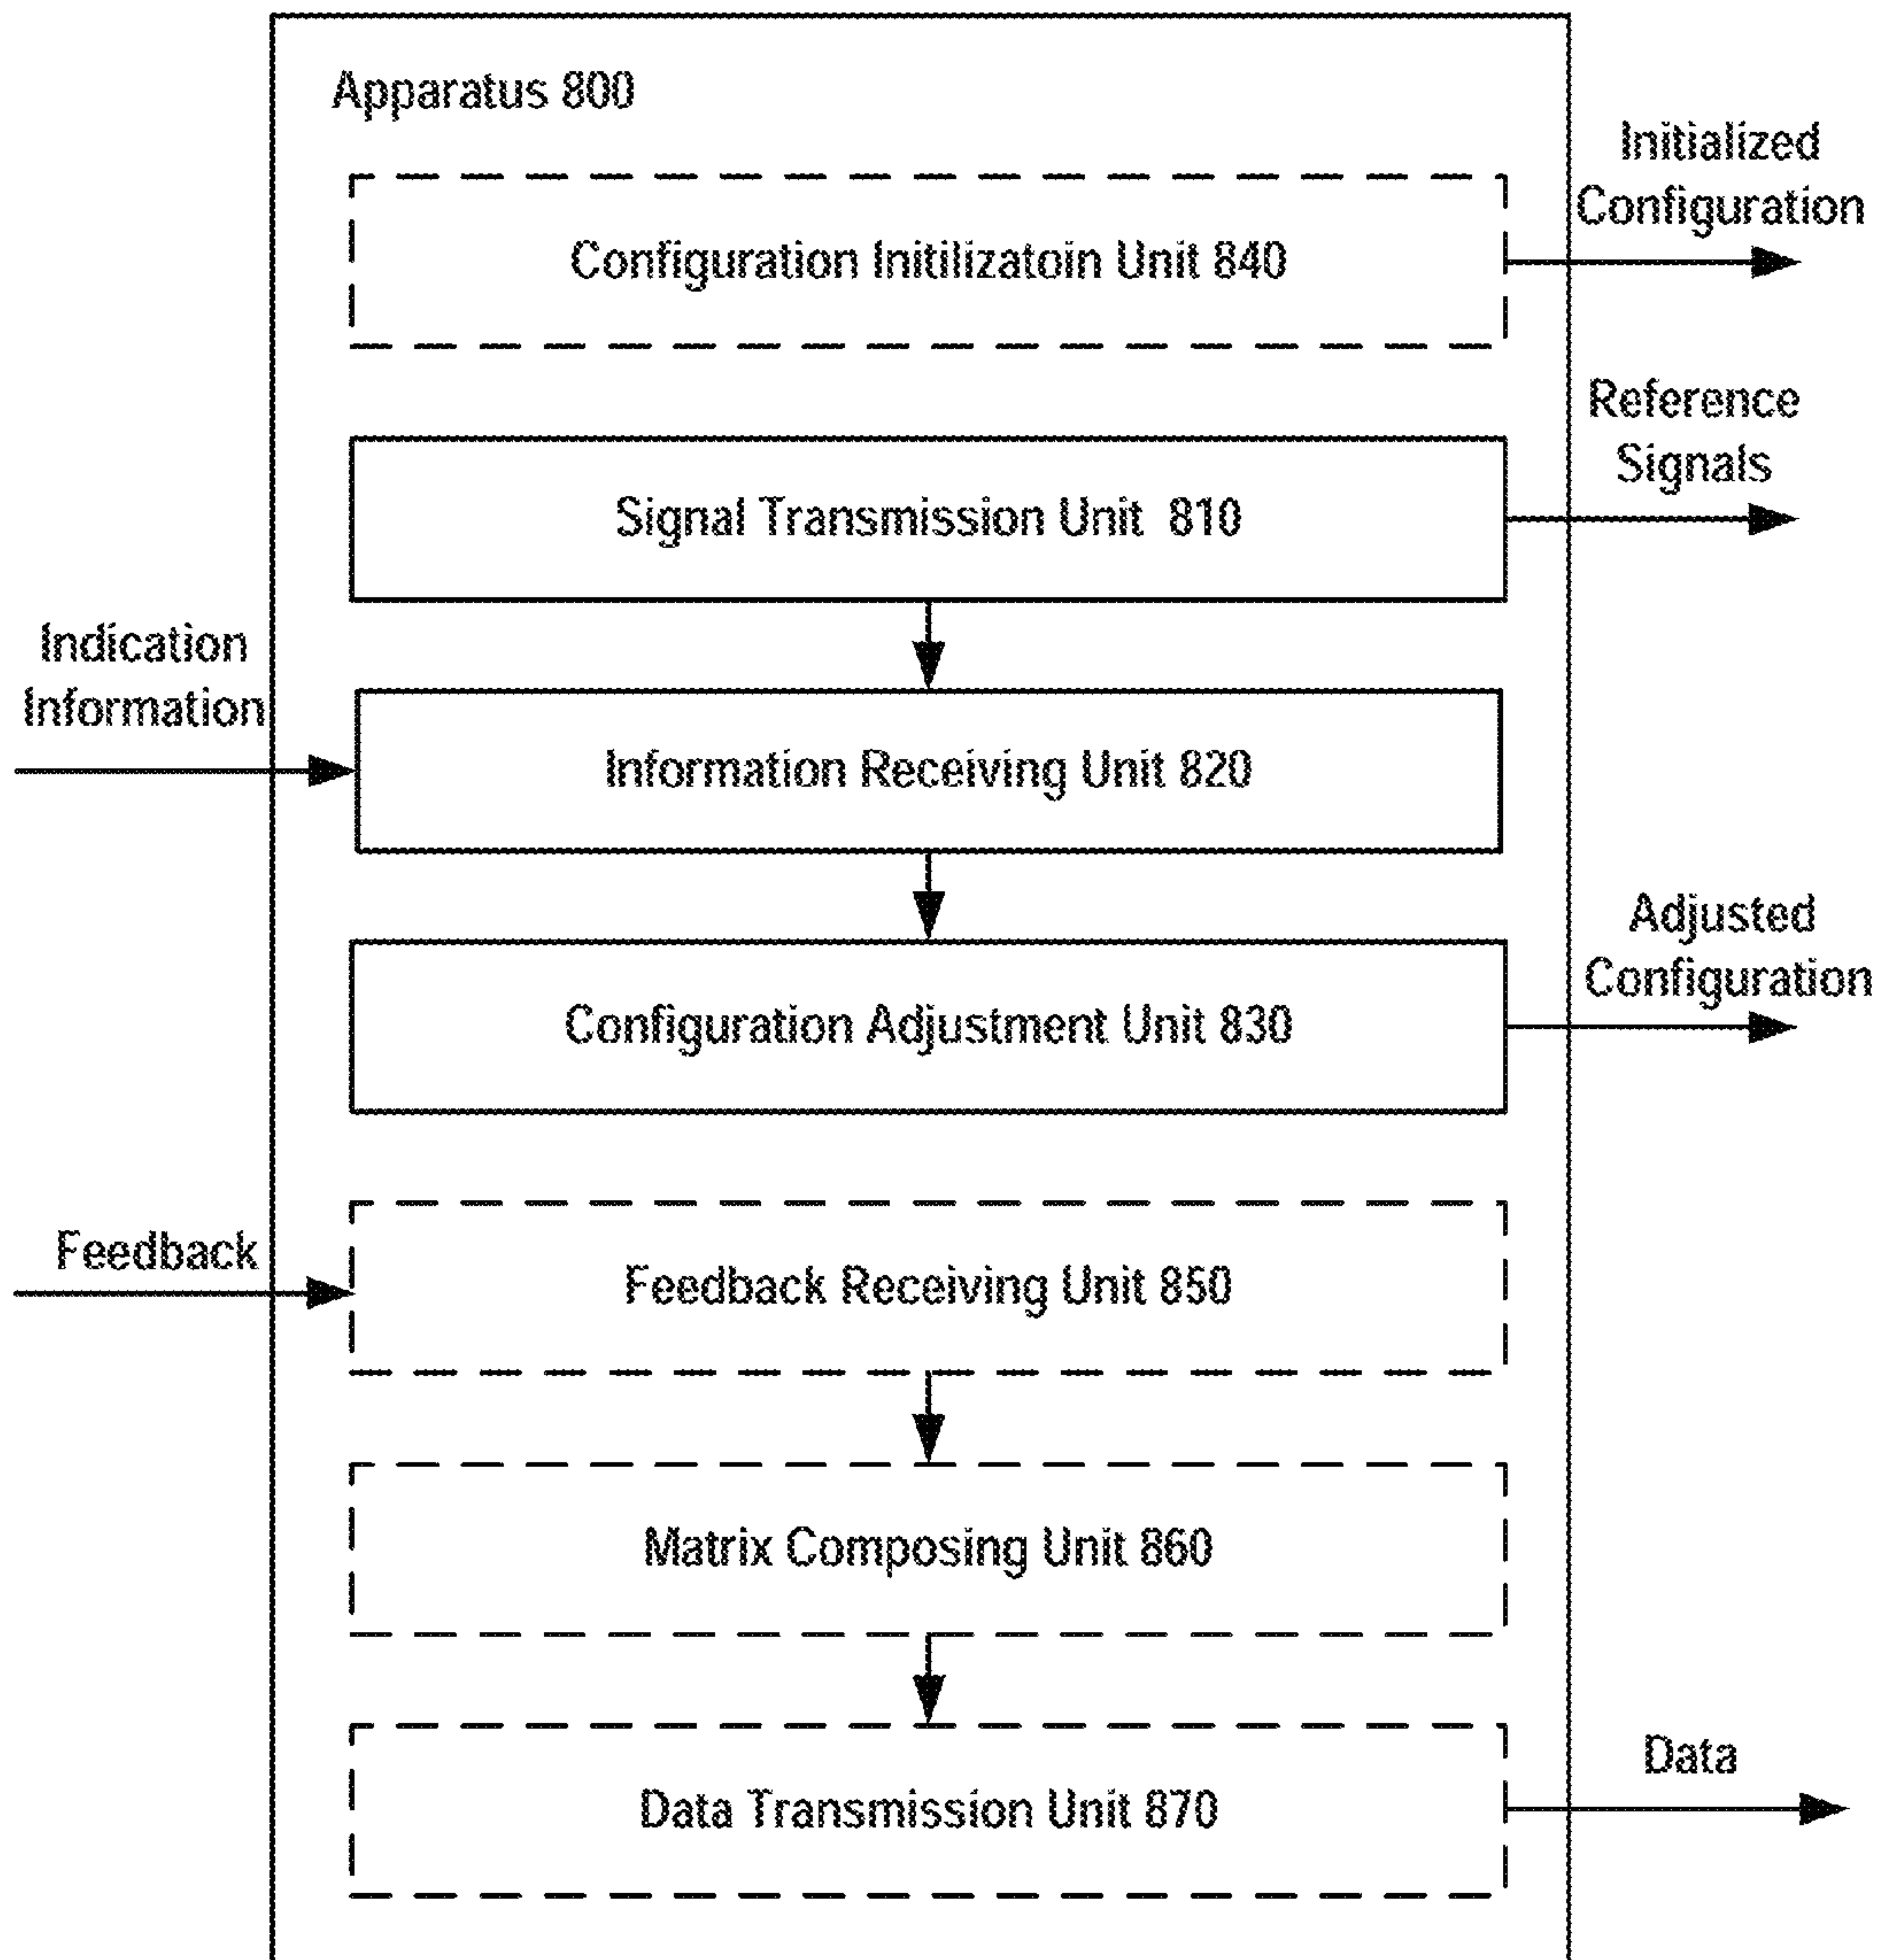 Apparatus 800
Initialized
Configuration
Configuration Initilizatoin Unit 840
Reference
Signals
Signal Transmission Unit 810
Indication
Information
Information Receiving Unit 820
Adjusted
Configuration
Configuration Adjustment Unit 830
Feedback
Feedback Receiving Unit 850
Matrix Composing Unit 860
Data
Data Transmission Unit 870